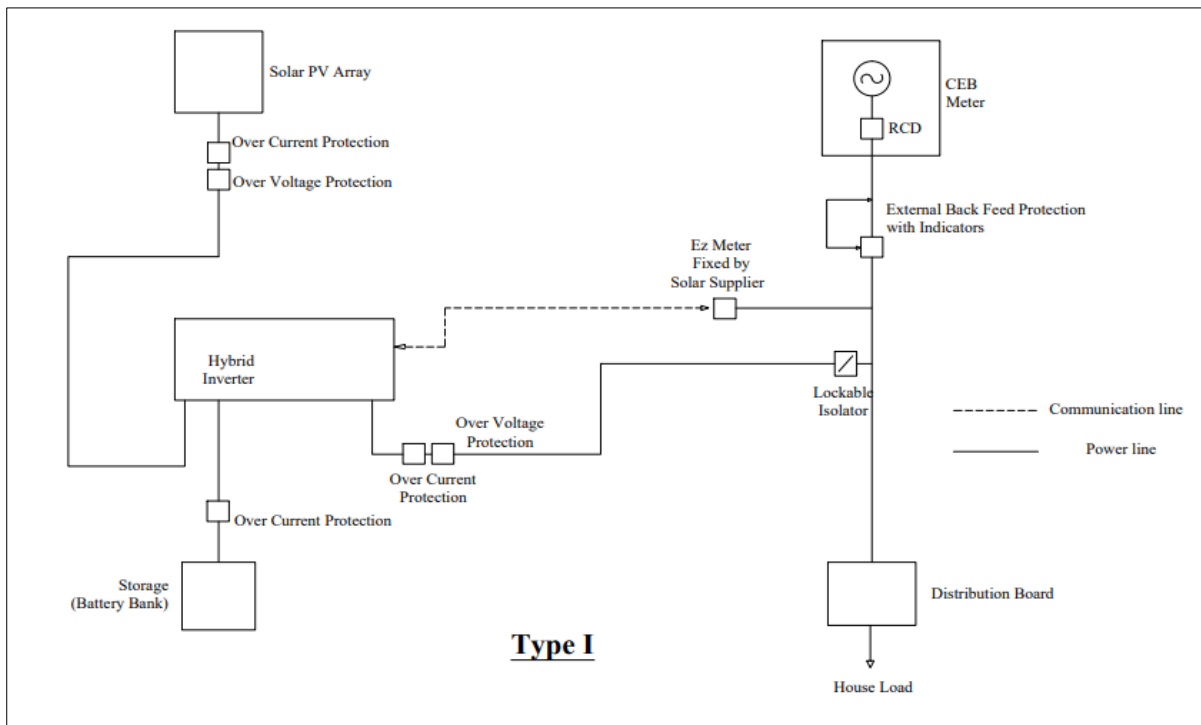 Solar PV Array
Over Current Protection
Over Voltage Protection
CEB
Meter
RCD
External Back Feed Protection
with Indicators
Ez Meter
Fixed by
Solar Supplier
Hybrid
Inverter
Lockable
Isolator
Over Voltage
Protection
Over Current
Protection
Communication line
Power line
Over Current Protection
Storage
(Battery Bank)
Distribution Board
Type I
House Load